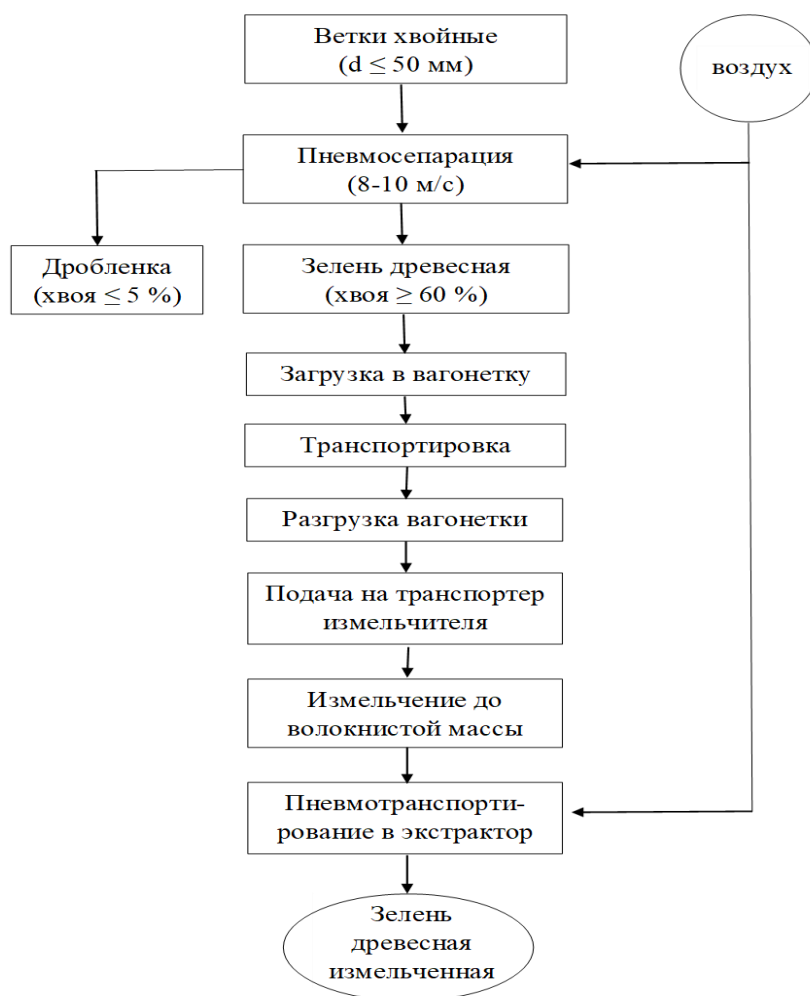 Ветки хвойные
(d ≤ 50 мм)
воздух
Пневмосепарация
(8-10 м/с)
Дробленка
(хвоя ≤ 5 %)
Зелень древесная
(хвоя ≥ 60 %)
Загрузка в вагонетку
Транспортировка
Разгрузка вагонетки
Подача на транспортер
измельчителя
Измельчение до
волокнистой массы
Пневмотранспорти-
рование в экстрактор
Зелень
древесная
измельченная